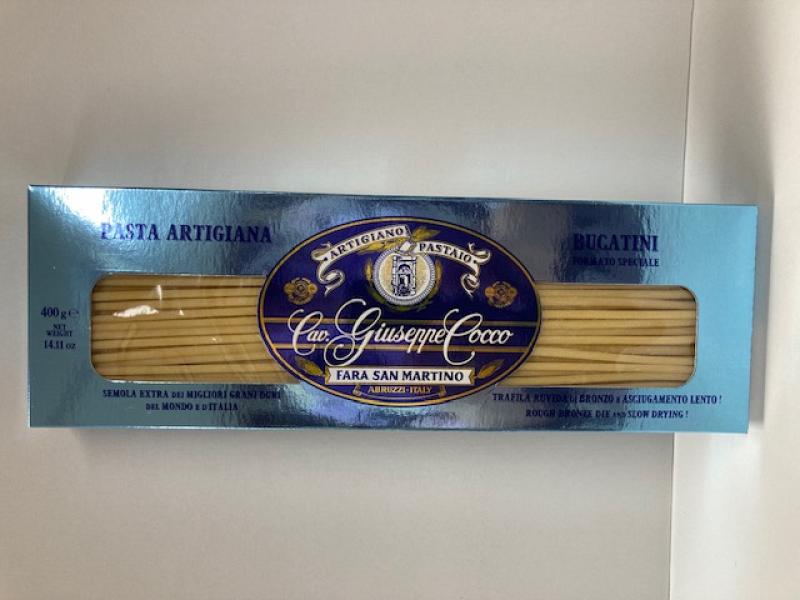 PASTA ARTIGIANA
400 g ℮
NET
WEIGHT
14.11 oz
SEMOLA EXTRA DEI MIGLIORI GRANI DURI
DEL MONDO E D'ITALIA
ARTIGIANO PASTAIO
Cav. Giuseppe Cocco
FARA SAN MARTINO
ABRUZZI-ITALY
BUCATINI
FORMATO SPECIALE
TRAFILA RUVIDA DI BRONZO E ASCIUGAMENTO LENTO !
ROUGH BRONZE DIE AND SLOW DRYING !